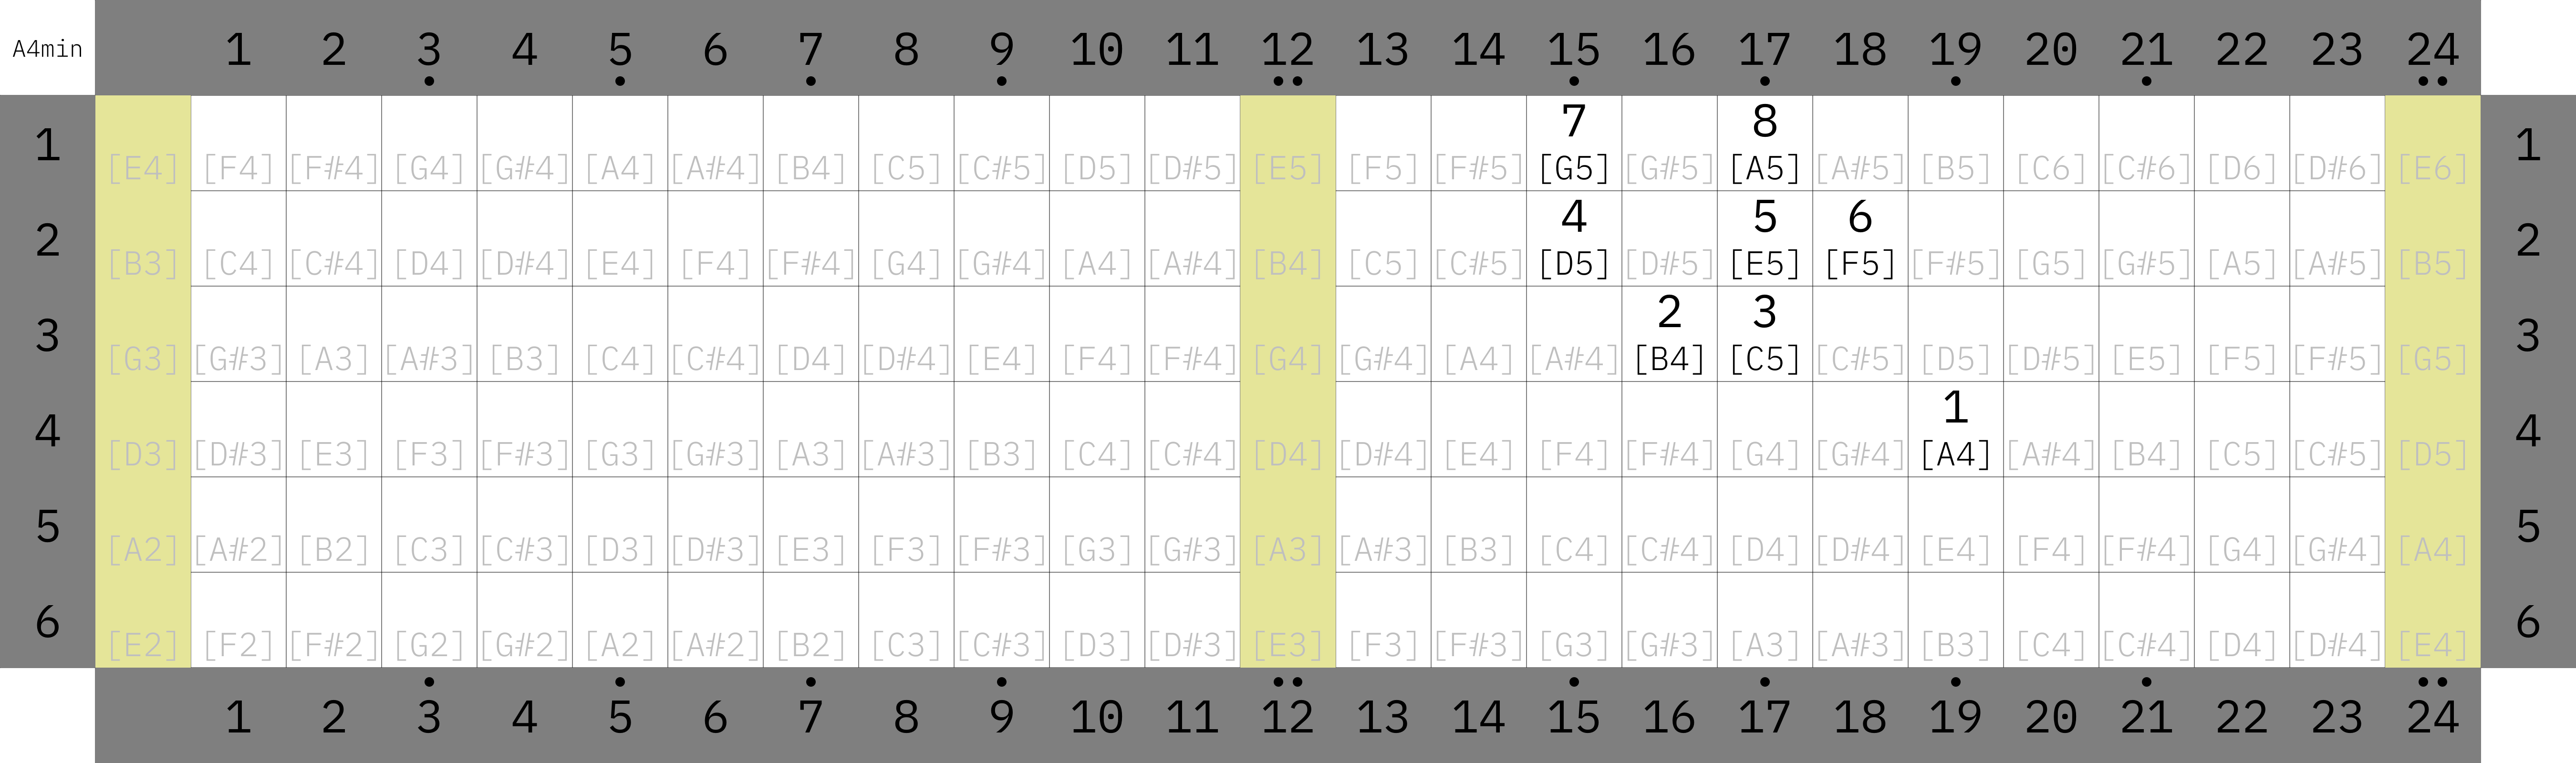 A4min 1 2 3 4 5 6 7 8 9 10 11 12 13 14 15 16 17 18 19 20 21 22 23 24
7 8
1 [E4] [F4] [F#4] [G4] [G#4] [A4] [A#4] [B4] [C5] [C#5] [D5] [D#5] [E5] [F5] [F#5] [G5] [G#5] [A5] [A#5] [B5] [C6] [C#6] [D6] [D#6] [E6] 1
4 5 6
2 [B3] [C4] [C#4] [D4] [D#4] [E4] [F4] [F#4] [G4] [G#4] [A4] [A#4] [B4] [C5] [C#5] [D5] [D#5] [E5] [F5] [F#5] [G5] [G#5] [A5] [A#5] [B5] 2
2 3
3 [G3] [G#3] [A3] [A#3] [B3] [C4] [C#4] [D4] [D#4] [E4] [F4] [F#4] [G4] [G#4] [A4] [A#4] [B4] [C5] [C#5] [D5] [D#5] [E5] [F5] [F#5] [G5] 3
1
4 [D3] [D#3] [E3] [F3] [F#3] [G3] [G#3] [A3] [A#3] [B3] [C4] [C#4] [D4] [D#4] [E4] [F4] [F#4] [G4] [G#4] [A4] [A#4] [B4] [C5] [C#5] [D5] 4
5 [A2] [A#2] [B2] [C3] [C#3] [D3] [D#3] [E3] [F3] [F#3] [G3] [G#3] [A3] [A#3] [B3] [C4] [C#4] [D4] [D#4] [E4] [F4] [F#4] [G4] [G#4] [A4] 5
6 [E2] [F2] [F#2] [G2] [G#2] [A2] [A#2] [B2] [C3] [C#3] [D3] [D#3] [E3] [F3] [F#3] [G3] [G#3] [A3] [A#3] [B3] [C4] [C#4] [D4] [D#4] [E4] 6
1 2 3 4 5 6 7 8 9 10 11 12 13 14 15 16 17 18 19 20 21 22 23 24